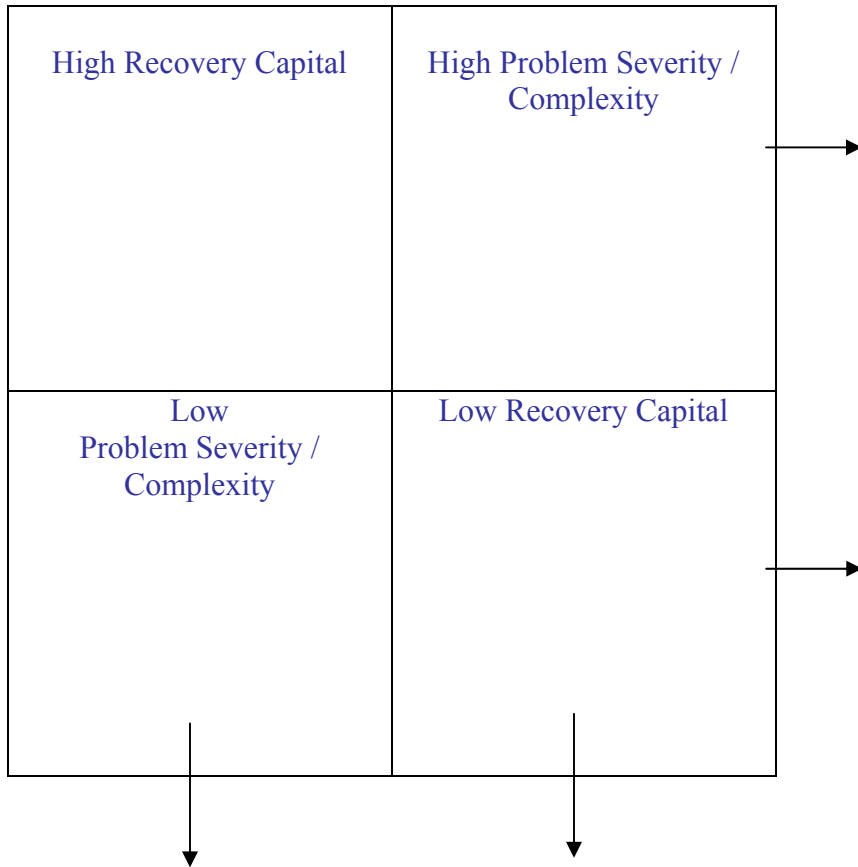 High Recovery Capital
High Problem Severity /
Complexity
Low
Problem Severity /
Complexity
Low Recovery Capital